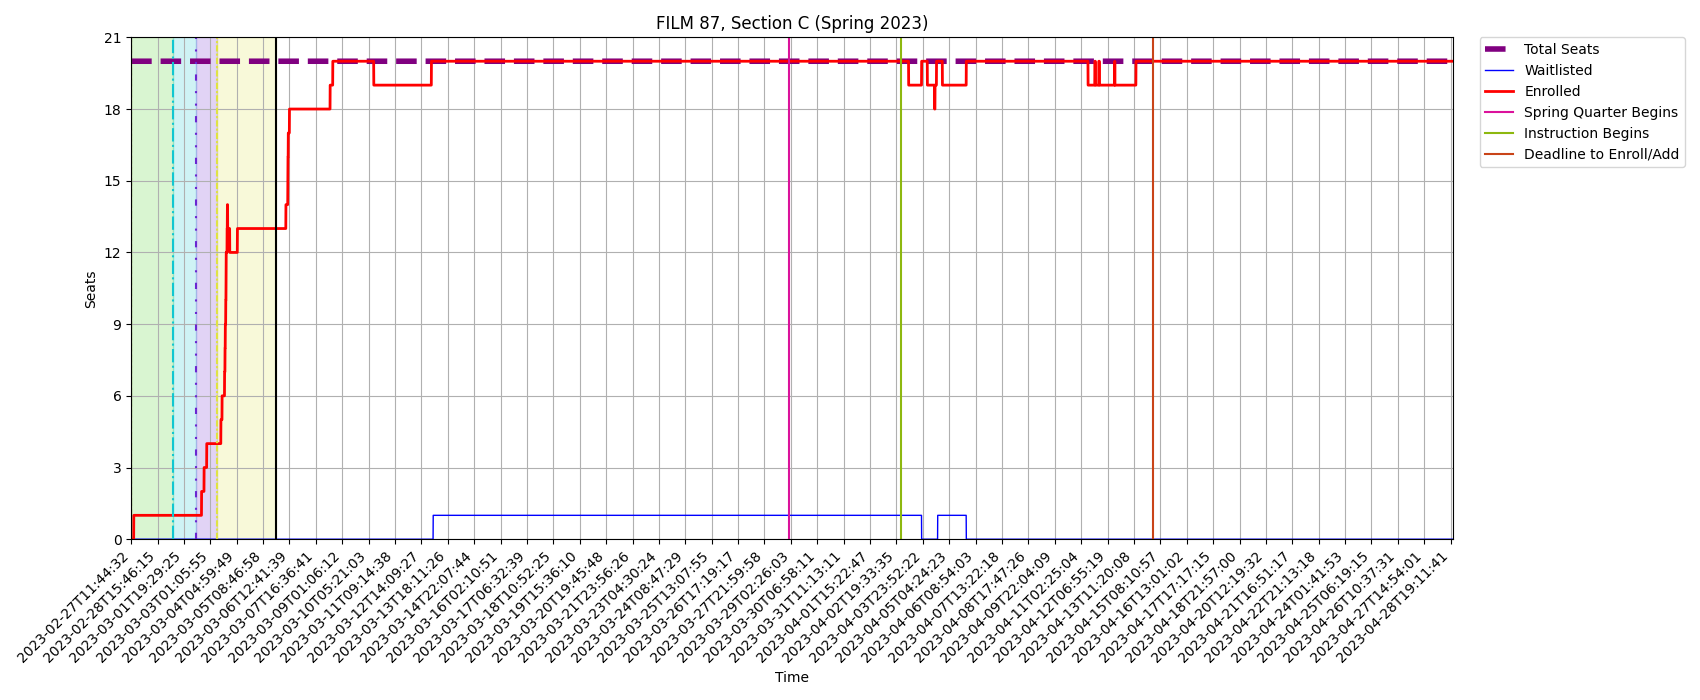 FILM 87, Section C (Spring 2023)
21
18
15
12
9
6
3
0
Seats
Total Seats
Waitlisted
Enrolled
Spring Quarter Begins
Instruction Begins
Deadline to Enroll/Add
2023-02-27T11:44:32
2023-02-28T15:46:15
2023-03-01T19:29:25
2023-03-03T01:05:55
2023-03-04T04:59:49
2023-03-05T08:46:58
2023-03-06T12:41:39
2023-03-07T16:36:41
2023-03-09T01:06:12
2023-03-10T05:21:03
2023-03-11T09:14:38
2023-03-12T14:09:27
2023-03-13T18:11:26
2023-03-14T22:07:44
2023-03-16T02:10:51
2023-03-17T06:32:39
2023-03-18T10:52:25
2023-03-19T15:36:10
2023-03-20T19:45:48
2023-03-21T23:56:26
2023-03-23T04:30:24
2023-03-24T08:47:29
2023-03-25T13:07:55
2023-03-26T17:19:17
2023-03-27T21:59:58
2023-03-29T02:26:03
2023-03-30T06:58:11
2023-03-31T11:13:11
2023-04-01T15:22:47
2023-04-02T19:33:35
2023-04-03T23:52:22
2023-04-05T04:24:23
2023-04-06T08:54:03
2023-04-07T13:22:18
2023-04-08T17:47:26
2023-04-09T22:04:09
2023-04-11T02:25:04
2023-04-12T06:55:19
2023-04-13T11:20:08
2023-04-15T08:10:57
2023-04-16T13:01:02
2023-04-17T17:17:15
2023-04-18T21:57:00
2023-04-20T12:19:32
2023-04-21T16:51:17
2023-04-22T21:13:18
2023-04-24T01:41:53
2023-04-25T06:19:15
2023-04-26T10:37:31
2023-04-27T14:54:01
2023-04-28T19:11:41
Time